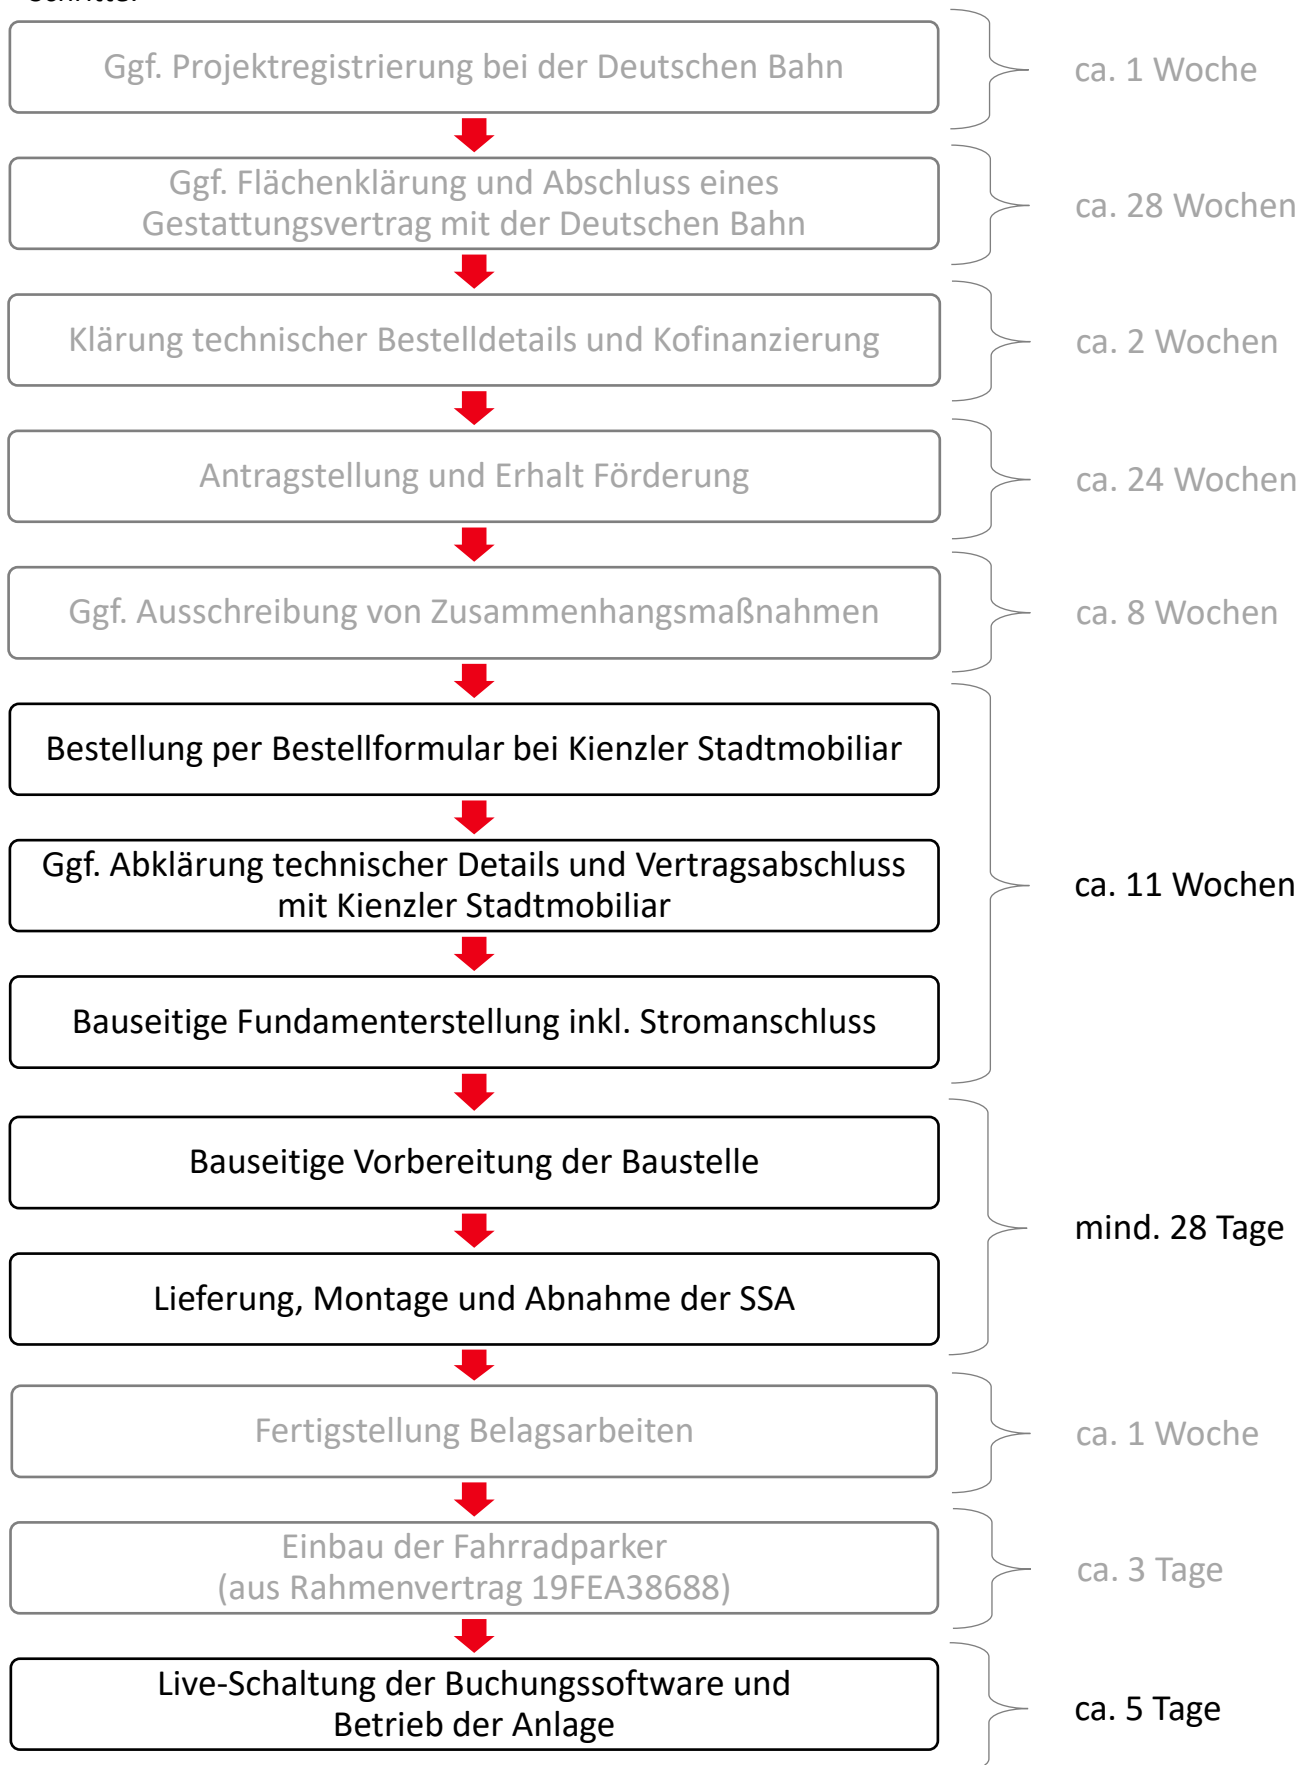 Schritte:
Ggf. Projektregistrierung bei der Deutschen Bahn
ca. 1 Woche
Ggf. Flächenklärung und Abschluss eines
Gestattungsvertrag mit der Deutschen Bahn
ca. 28 Wochen
Klärung technischer Bestelldetails und Kofinanzierung
ca. 2 Wochen
Antragstellung und Erhalt Förderung
ca. 24 Wochen
Ggf. Ausschreibung von Zusammenhangsmaßnahmen
ca. 8 Wochen
Bestellung per Bestellformular bei Kienzler Stadtmobiliar
Ggf. Abklärung technischer Details und Vertragsabschluss
mit Kienzler Stadtmobiliar
ca. 11 Wochen
Bauseitige Fundamenterstellung inkl. Stromanschluss
Bauseitige Vorbereitung der Baustelle
mind. 28 Tage
Lieferung, Montage und Abnahme der SSA
Fertigstellung Belagsarbeiten
ca. 1 Woche
Einbau der Fahrradparker
(aus Rahmenvertrag 19FEA38688)
ca. 3 Tage
Live-Schaltung der Buchungssoftware und
Betrieb der Anlage
ca. 5 Tage